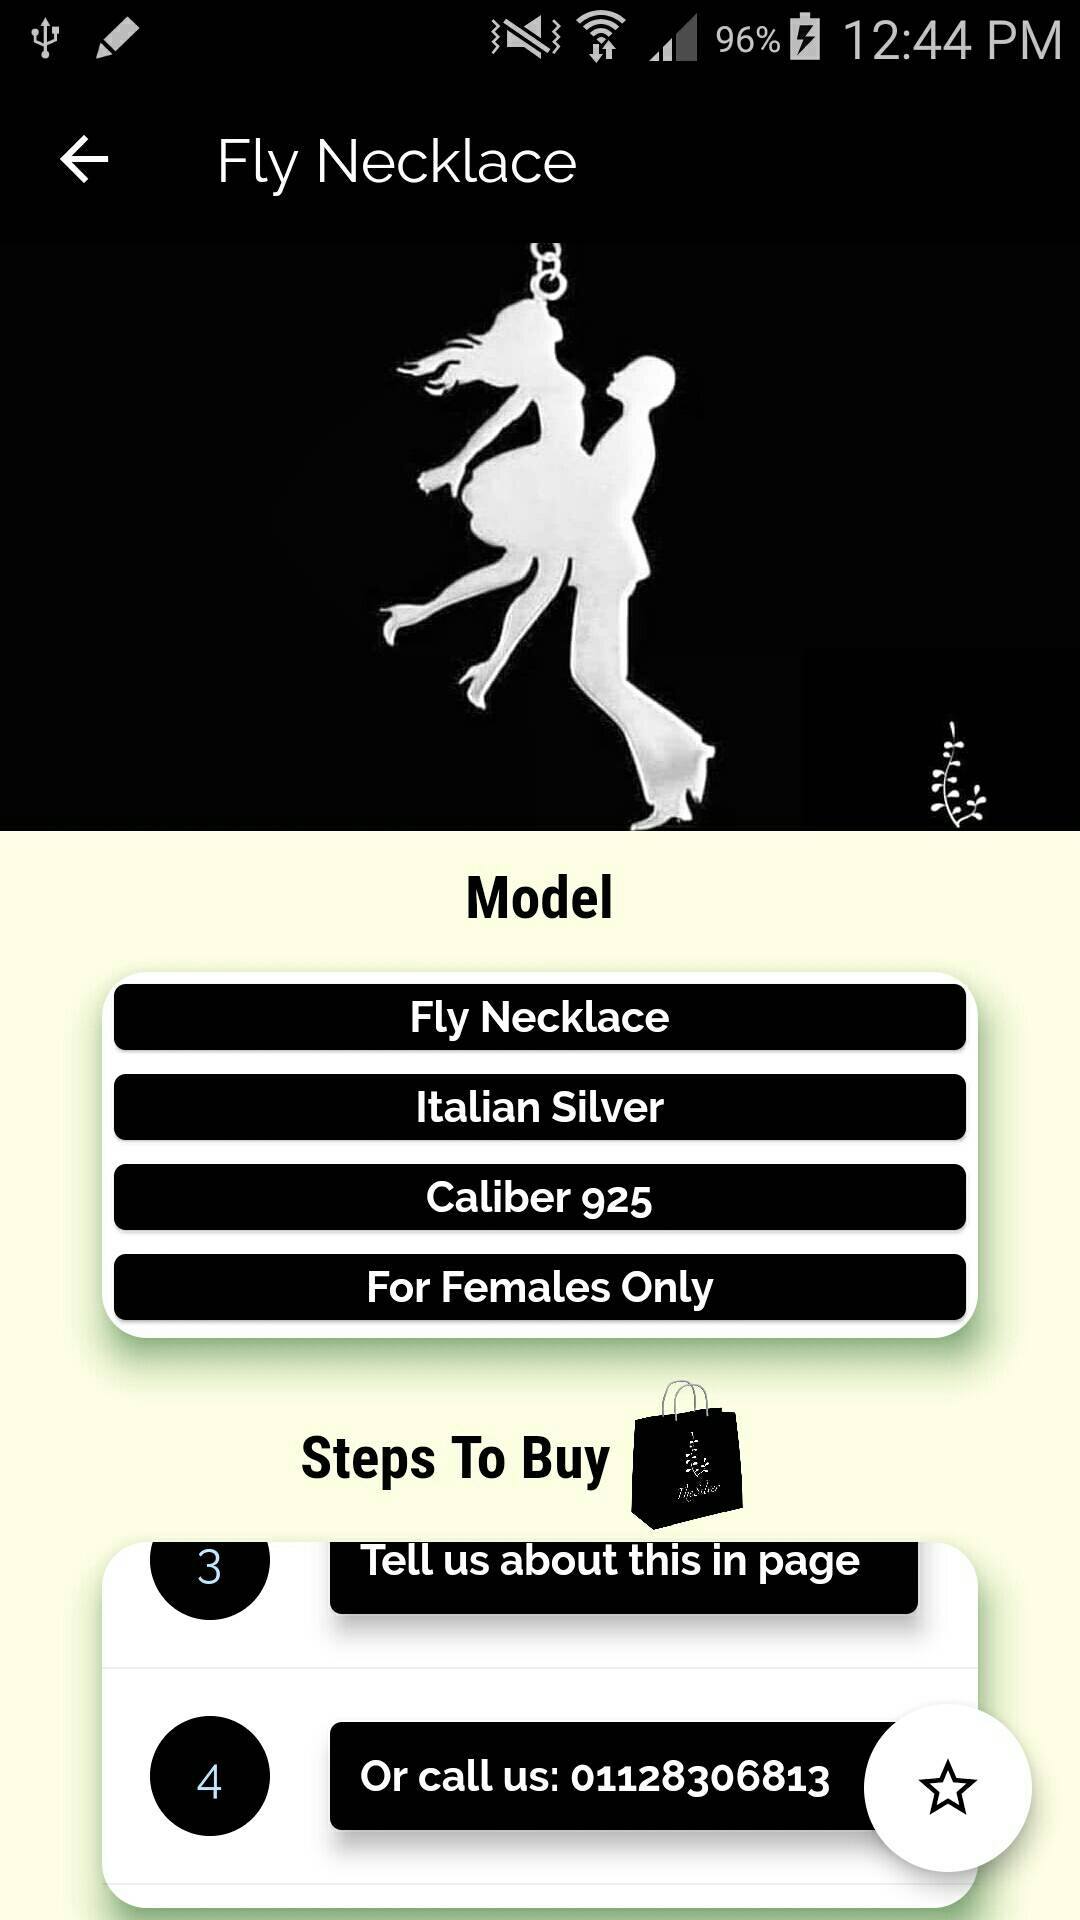 96% 12:44 PM
Fly Necklace
Model
Fly Necklace
Italian Silver
Caliber 925
For Females Only
Steps To Buy
TheSilver
3 Tell us about this in page
4 Or call us: 01128306813